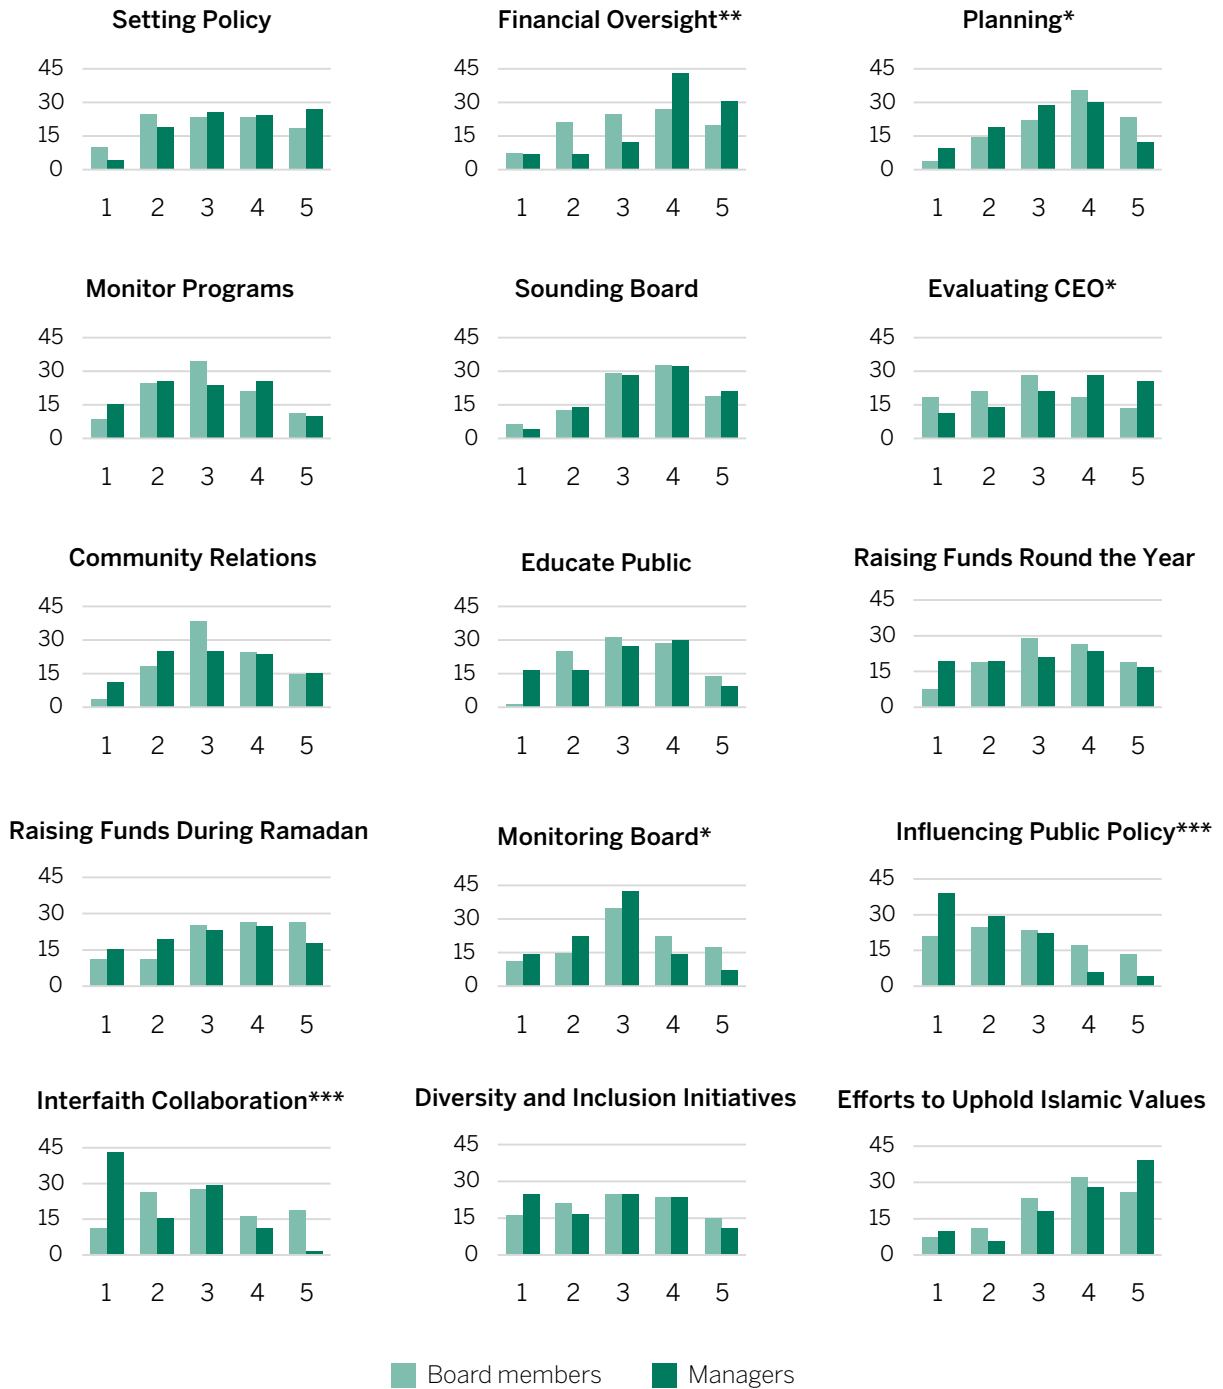 Setting Policy
Financial Oversight**
Planning*
45
30
15
0
1 2 3 4 5
45
30
15
0
1 2 3 4 5
45
30
15
0
1 2 3 4 5
Monitor Programs
Sounding Board
Evaluating CEO*
45
30
15
0
1 2 3 4 5
45
30
15
0
1 2 3 4 5
45
30
15
0
1 2 3 4 5
Community Relations
Educate Public
Raising Funds Round the Year
45
30
15
0
1 2 3 4 5
45
30
15
0
1 2 3 4 5
45
30
15
0
1 2 3 4 5
Raising Funds During Ramadan
Monitoring Board*
Influencing Public Policy***
45
30
15
0
1 2 3 4 5
45
30
15
0
1 2 3 4 5
45
30
15
0
1 2 3 4 5
Interfaith Collaboration***
Diversity and Inclusion Initiatives
Efforts to Uphold Islamic Values
45
30
15
0
1 2 3 4 5
45
30
15
0
1 2 3 4 5
45
30
15
0
1 2 3 4 5
Board members
Managers